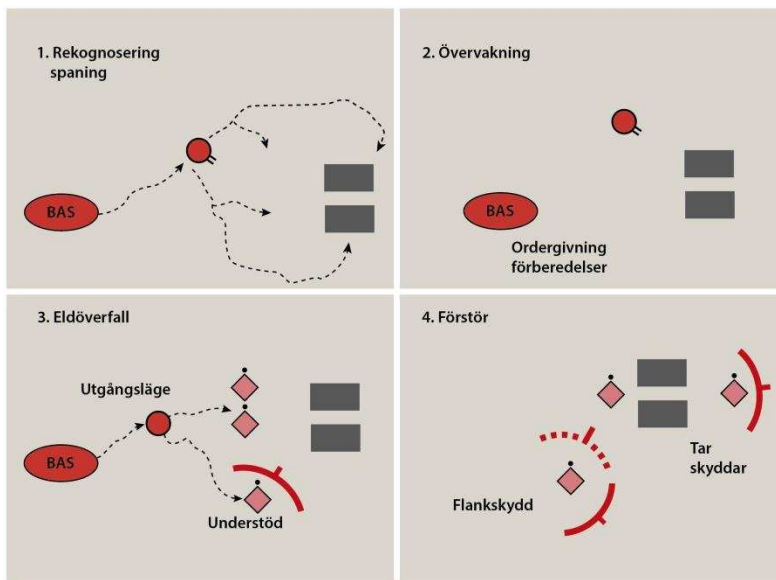 1. Rekognosering
spaning
BAS
2. Övervakning
BAS
Ordergivning
förberedelser
3. Eldöverfall
Utgångsläge
BAS
Understöd
4. Förstör
Tar
skyddar
Flankskydd